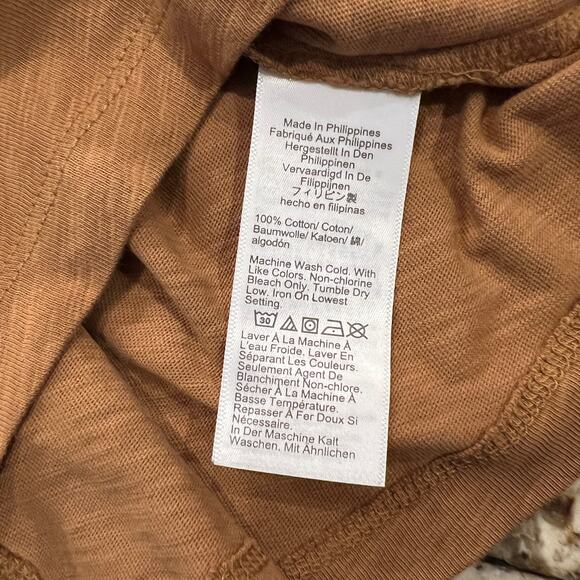 Made In Philippines
Fabriqué Aux Philippines
Hergestellt In Den
Philippinen
Vervaardigd In De
Filippijnen
フィリピン製
hecho en filipinas
100% Cotton/ Coton/
Baumwolle/ Katoen/ 綿/
algodón
Machine Wash Cold. With
Like Colors. Non-chlorine
Bleach Only. Tumble Dry
Low. Iron On Lowest
Setting.
30
Laver À La Machine À
L'eau Froide. Laver En
Séparant Les Couleurs.
Seulement Agent De
Blanchiment Non-chlore.
Sécher À La Machine À
Basse Température.
Repasser À Fer Doux Si
Nécessaire.
In Der Maschine Kalt
Waschen. Mit Ähnlichen